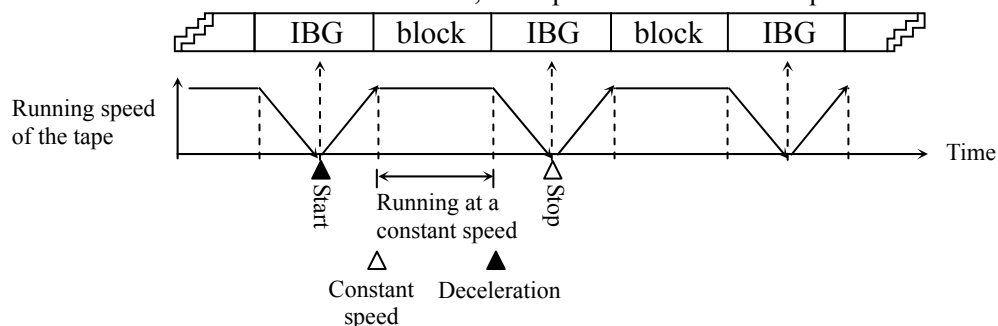 IBG block IBG block IBG
Running speed
of the tape
Time
Start
Stop
Running at a
constant speed
Constant
speed
Deceleration